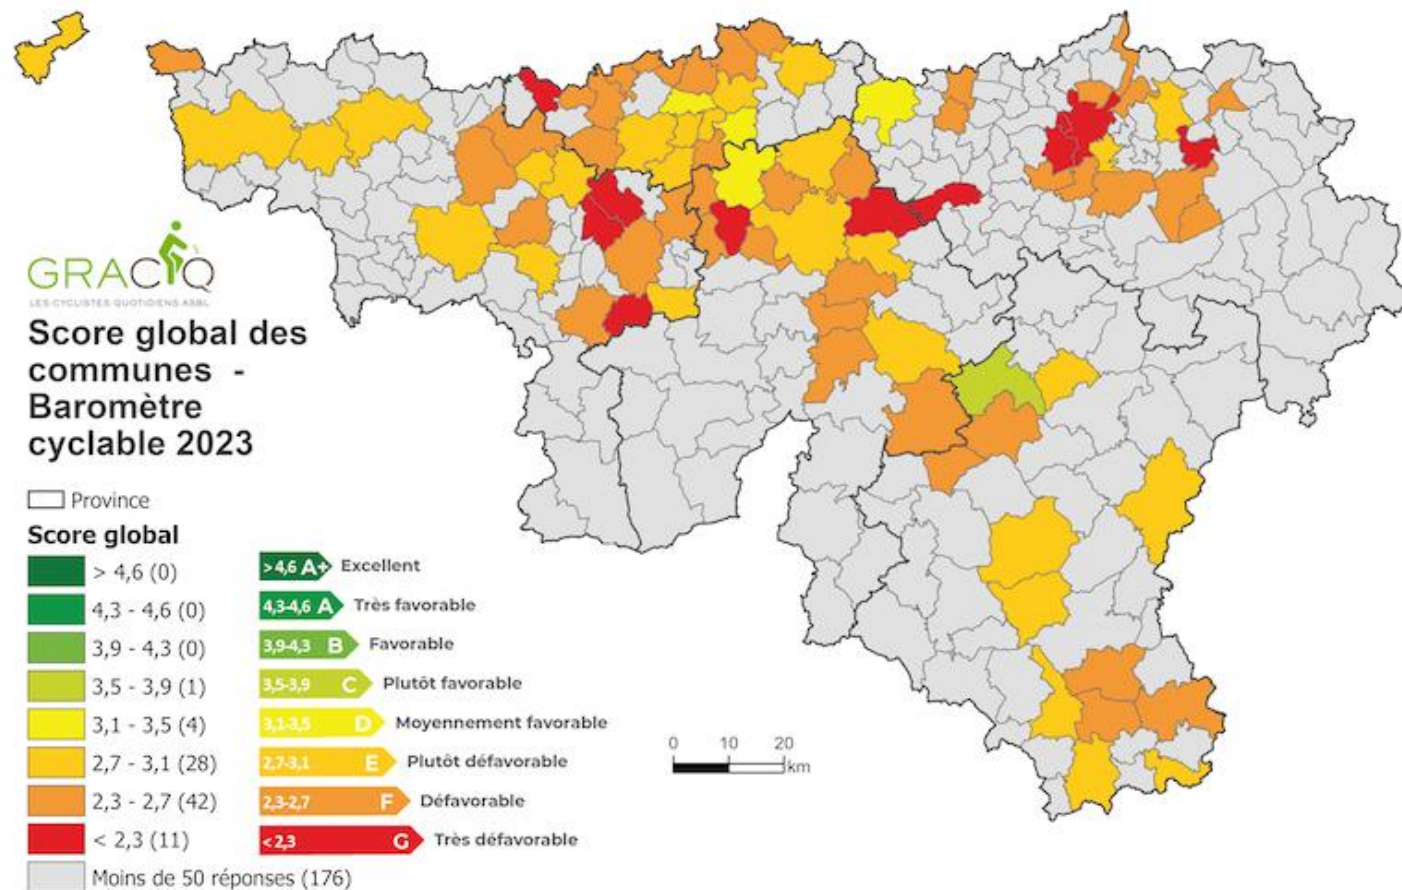 GRACQ
LES CYCLISTES QUOTIDIENS ASBL
Score global des
communes -
Baromètre
cyclable 2023
Province
Score global
> 4,6 (0)
4,3 - 4,6 (0)
3,9 - 4,3 (0)
3,5 - 3,9 (1)
3,1 - 3,5 (4)
2,7 - 3,1 (28)
2,3 - 2,7 (42)
< 2,3 (11)
Moins de 50 réponses (176)
> 4,6 A+ Excellent
4,3-4,6 A Très favorable
3,9-4,3 B Favorable
3,5-3,9 C Plutôt favorable
3,1-3,5 D Moyennement favorable
2,7-3,1 E Plutôt défavorable
2,3-2,7 F Défavorable
< 2,3 G Très défavorable
0 10 20
km